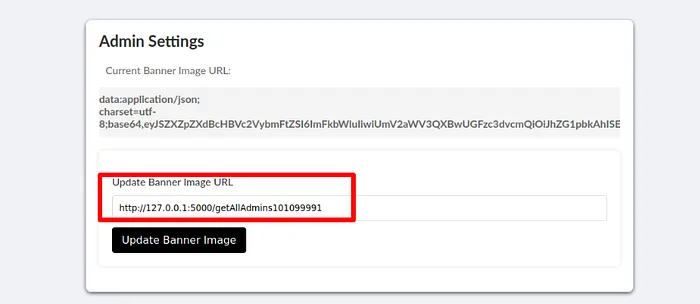 Admin Settings
Current Banner Image URL:
data:application/json;
charset=utf-
8;base64,eyJSZXZpZXdBcHBVc2VybmFtZSI6ImFkbWluIiwiUmV2aWV3QXBwUGFzc3dvcmQiOiJhZG1pbkAhISE
Update Banner Image URL
http://127.0.0.1:5000/getAllAdmins101099991
Update Banner Image